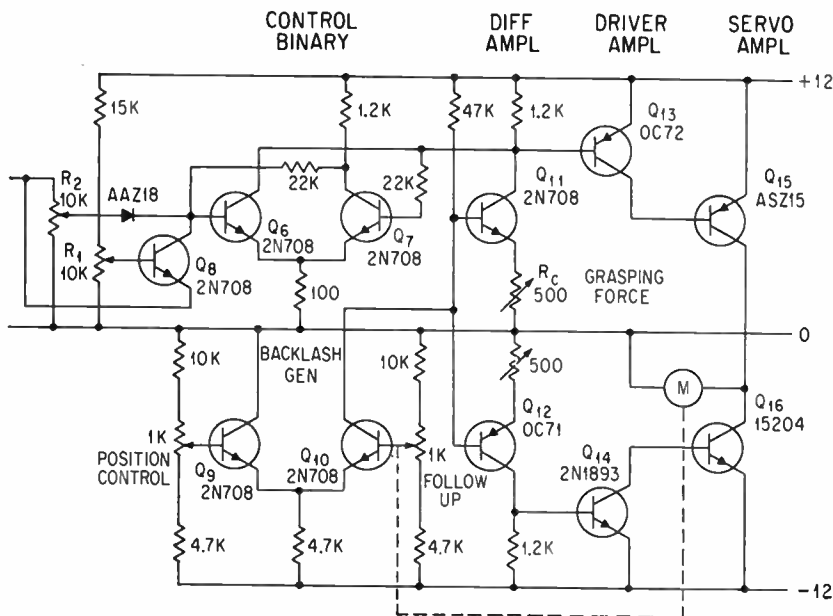 CONTROL
BINARY
DIFF
AMPL
DRIVER
AMPL
SERVO
AMPL
+12
15K
1.2K
47K
1.2K
Q13
OC72
R2
10K
AAZ18
22K
22K
Q11
2N708
Q15
ASZ15
R1
10K
Q6
2N708
Q7
2N708
Q8
2N708
100
RC
500
GRASPING
FORCE
0
BACKLASH
GEN
10K
10K
500
M
Q12
OC71
Q16
15204
1K
POSITION
CONTROL
Q9
2N708
Q10
2N708
1K
FOLLOW
UP
Q14
2N1893
4.7K
4.7K
4.7K
1.2K
-12